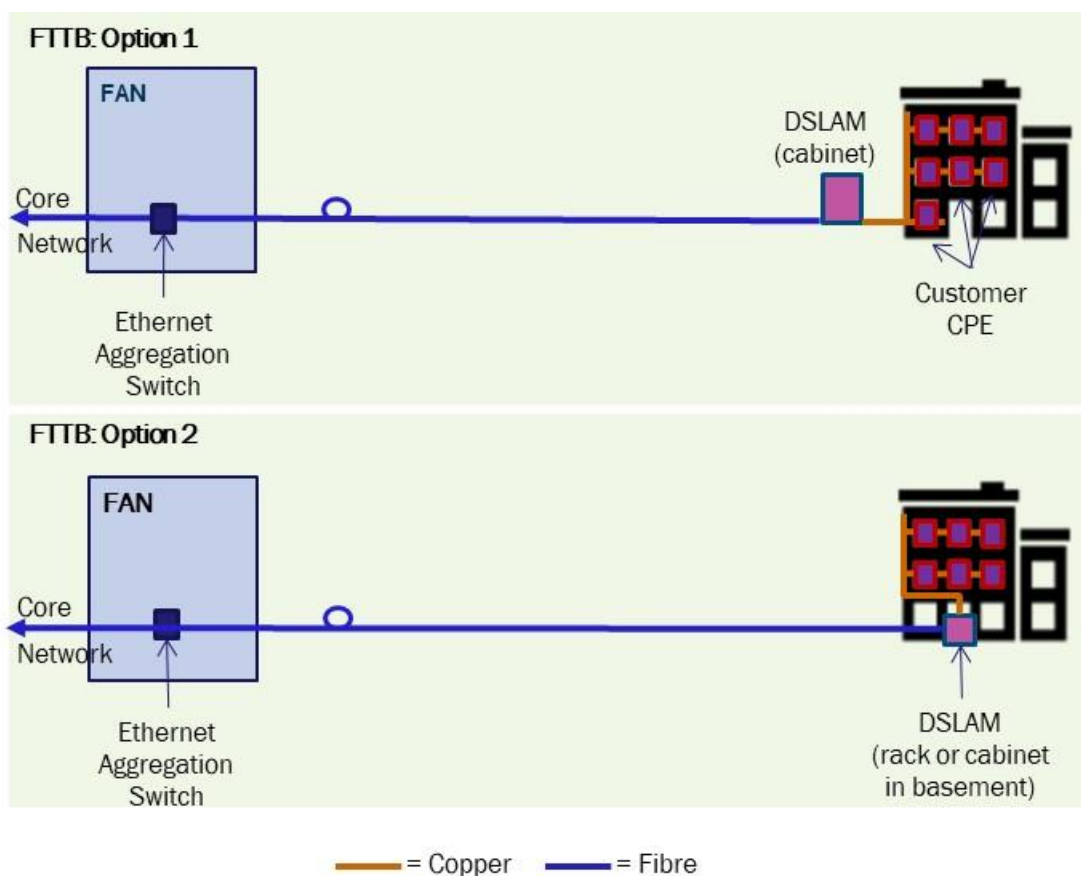 FTTB: Option 1
FAN
DSLAM
(cabinet)
Core
Network
Ethernet
Aggregation
Switch
Customer
CPE
FTTB: Option 2
FAN
Core
Network
Ethernet
Aggregation
Switch
DSLAM
(rack or cabinet
in basement)
= Copper = Fibre